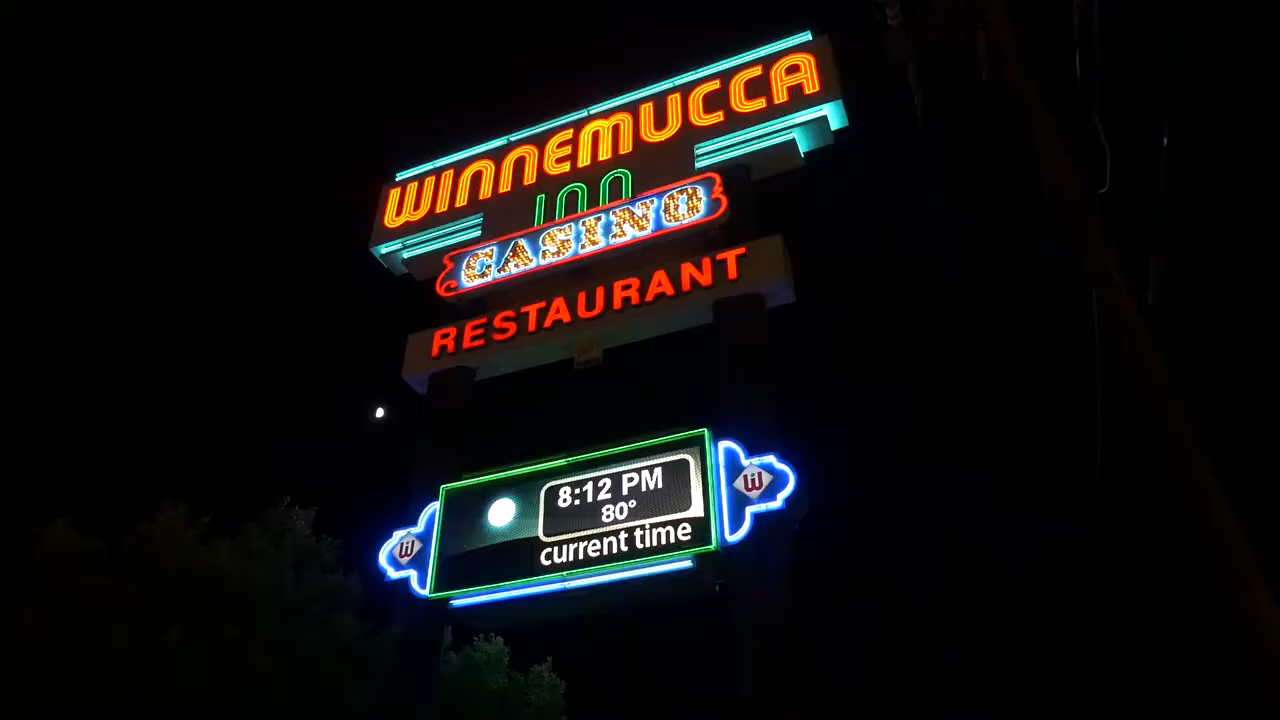 WINNEMUCCA
INN
CASINO
RESTAURANT
8:12 PM
80°
current time